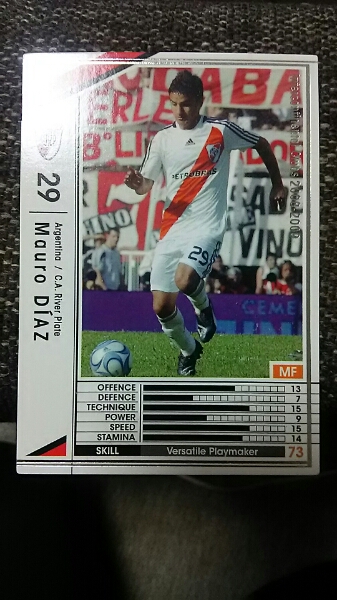 29
Argentina / C.A. River Plate
Mauro DÍAZ
PETROBRAS
29
MF
OFFENCE 13
DEFENCE 7
TECHNIQUE 15
POWER 9
SPEED 15
STAMINA 14
SKILL Versatile Playmaker 73